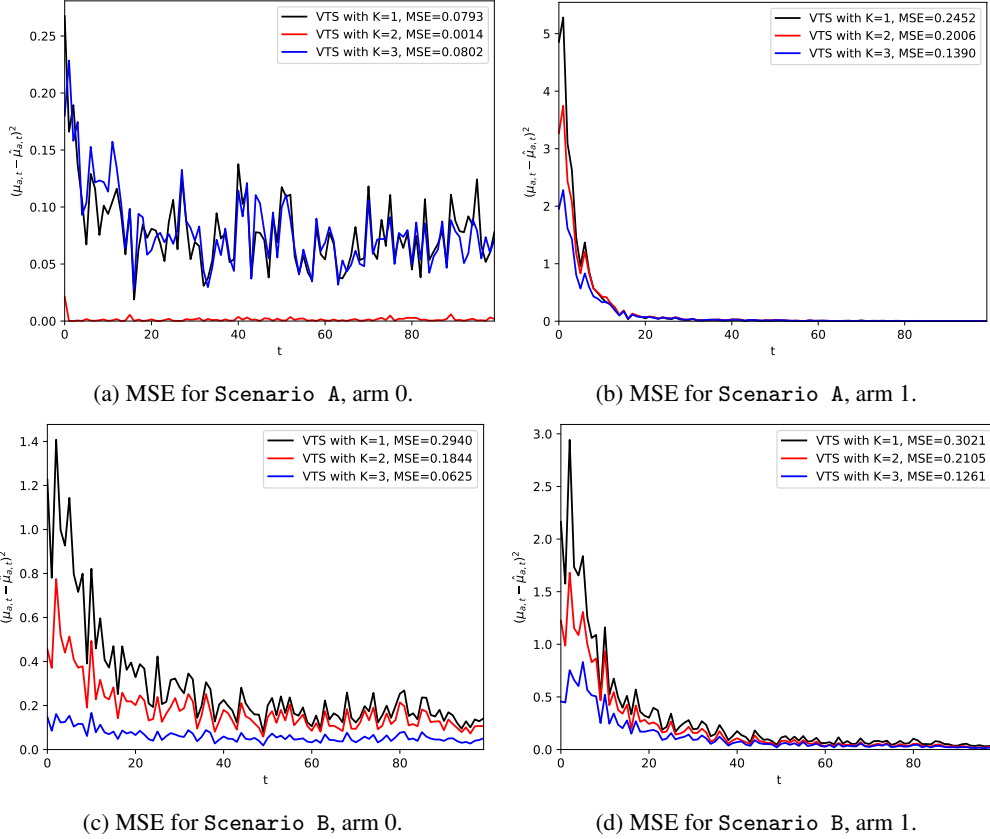 VTS with K=1, MSE=0.0793
VTS with K=2, MSE=0.0014
VTS with K=3, MSE=0.0802
0.25
0.20
0.15
0.10
0.05
0.00
(μ_{a,t} − μ̂_{a,t})²
0 20 40 60 80
t
VTS with K=1, MSE=0.2452
VTS with K=2, MSE=0.2006
VTS with K=3, MSE=0.1390
5
4
3
2
1
0
(μ_{a,t} − μ̂_{a,t})²
0 20 40 60 80
t
(a) MSE for Scenario A, arm 0.
(b) MSE for Scenario A, arm 1.
VTS with K=1, MSE=0.2940
VTS with K=2, MSE=0.1844
VTS with K=3, MSE=0.0625
1.4
1.2
1.0
0.8
0.6
0.4
0.2
0.0
(μ_{a,t} − μ̂_{a,t})²
0 20 40 60 80
t
VTS with K=1, MSE=0.3021
VTS with K=2, MSE=0.2105
VTS with K=3, MSE=0.1261
3.0
2.5
2.0
1.5
1.0
0.5
0.0
(μ_{a,t} − μ̂_{a,t})²
0 20 40 60 80
t
(c) MSE for Scenario B, arm 0.
(d) MSE for Scenario B, arm 1.